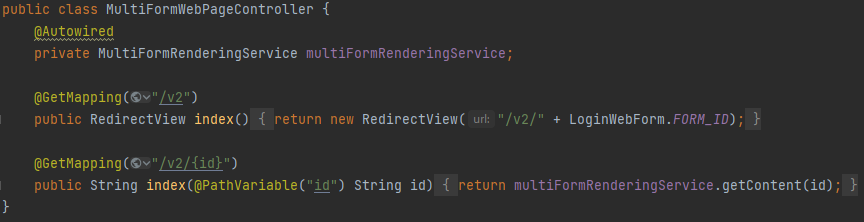 public class MultiFormWebPageController {
@Autowired
private MultiFormRenderingService multiFormRenderingService;
@GetMapping("/v2")
public RedirectView index() { return new RedirectView( url: "/v2/" + LoginWebForm.FORM_ID); }
@GetMapping("/v2/{id}")
public String index(@PathVariable("id") String id) { return multiFormRenderingService.getContent(id); }
}